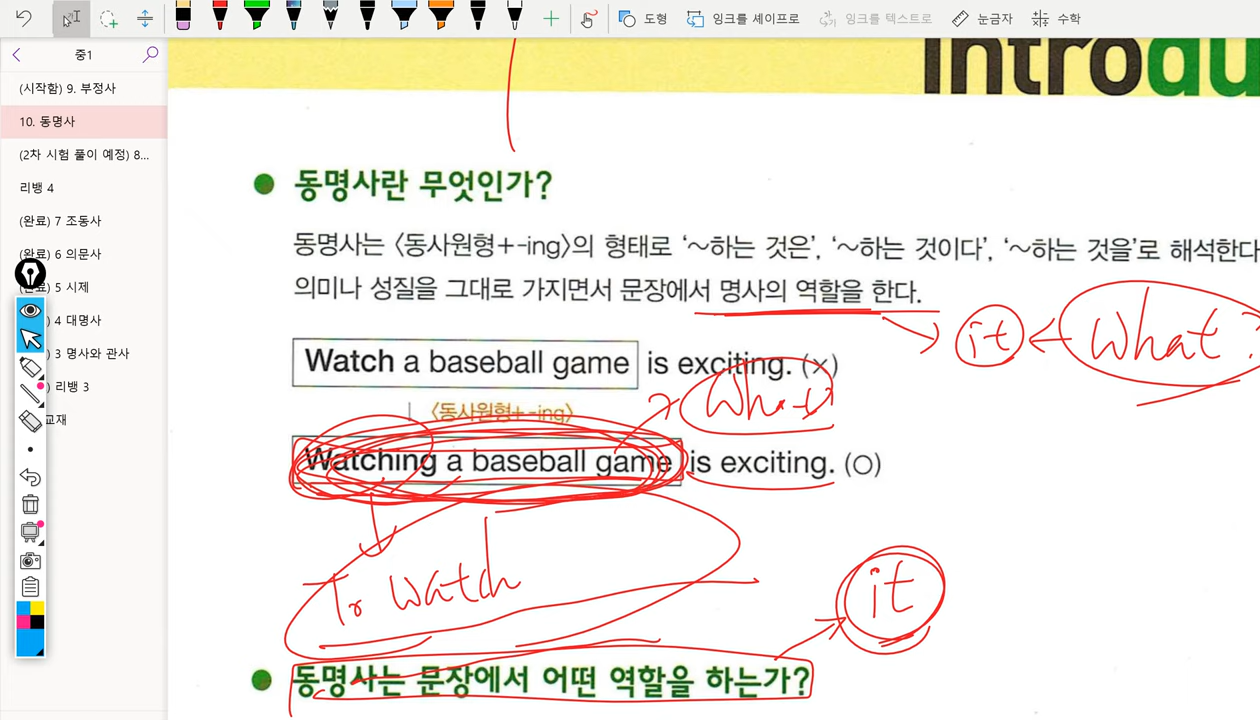 도형
잉크를 셰이프로
잉크를 텍스트로
눈금자
수학
중1
(시작함) 9. 부정사
10. 동명사
(2차 시험 풀이 예정) 8...
리뱅 4
(완료) 7 조동사
(완료) 6 의문사
5 시제
4 대명사
3 명사와 관사
리뱅 3
교재
Introdu
● 동명사란 무엇인가?
동명사는 〈동사원형+-ing〉의 형태로 '~하는 것은', '~하는 것이다', '~하는 것을'로 해석한다
의미나 성질을 그대로 가지면서 문장에서 명사의 역할을 한다.
it
What?
Watch a baseball game is exciting. (×)
〈동사원형+-ing〉
What
Watching a baseball game is exciting. (○)
To Watch
it
● 동명사는 문장에서 어떤 역할을 하는가?